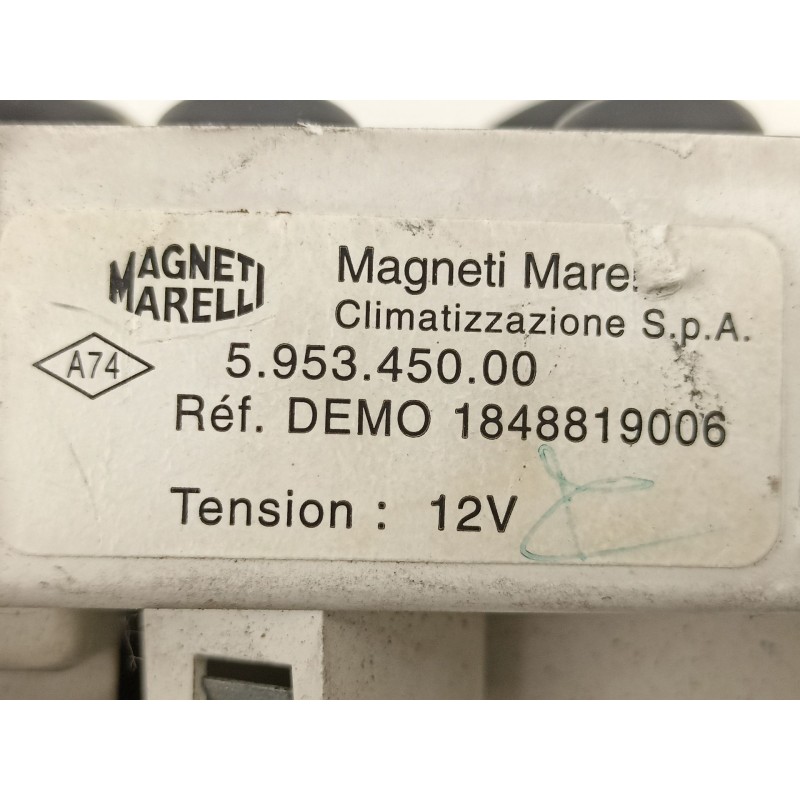 MAGNETI
MARELLI
Magneti Mare
Climatizzazione S.p.A.
A74
5.953.450.00
Réf. DEMO 1848819006
Tension : 12V